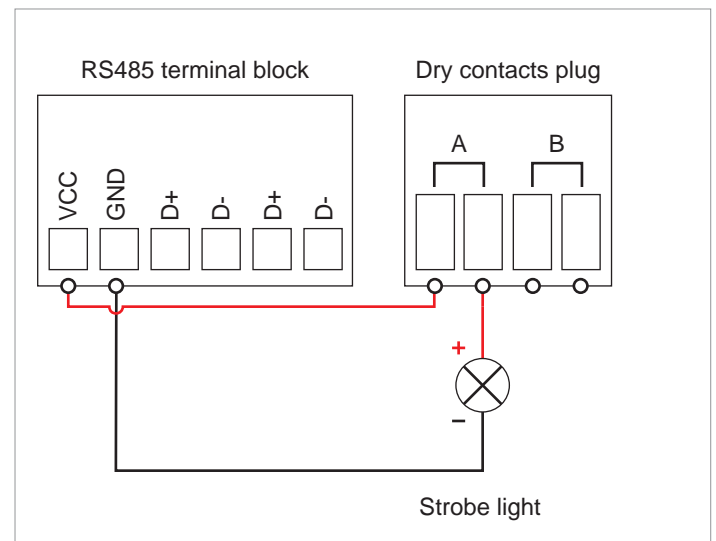 RS485 terminal block
Dry contacts plug
VCC
GND
D+
D-
D+
D-
A
B
+
–
Strobe light